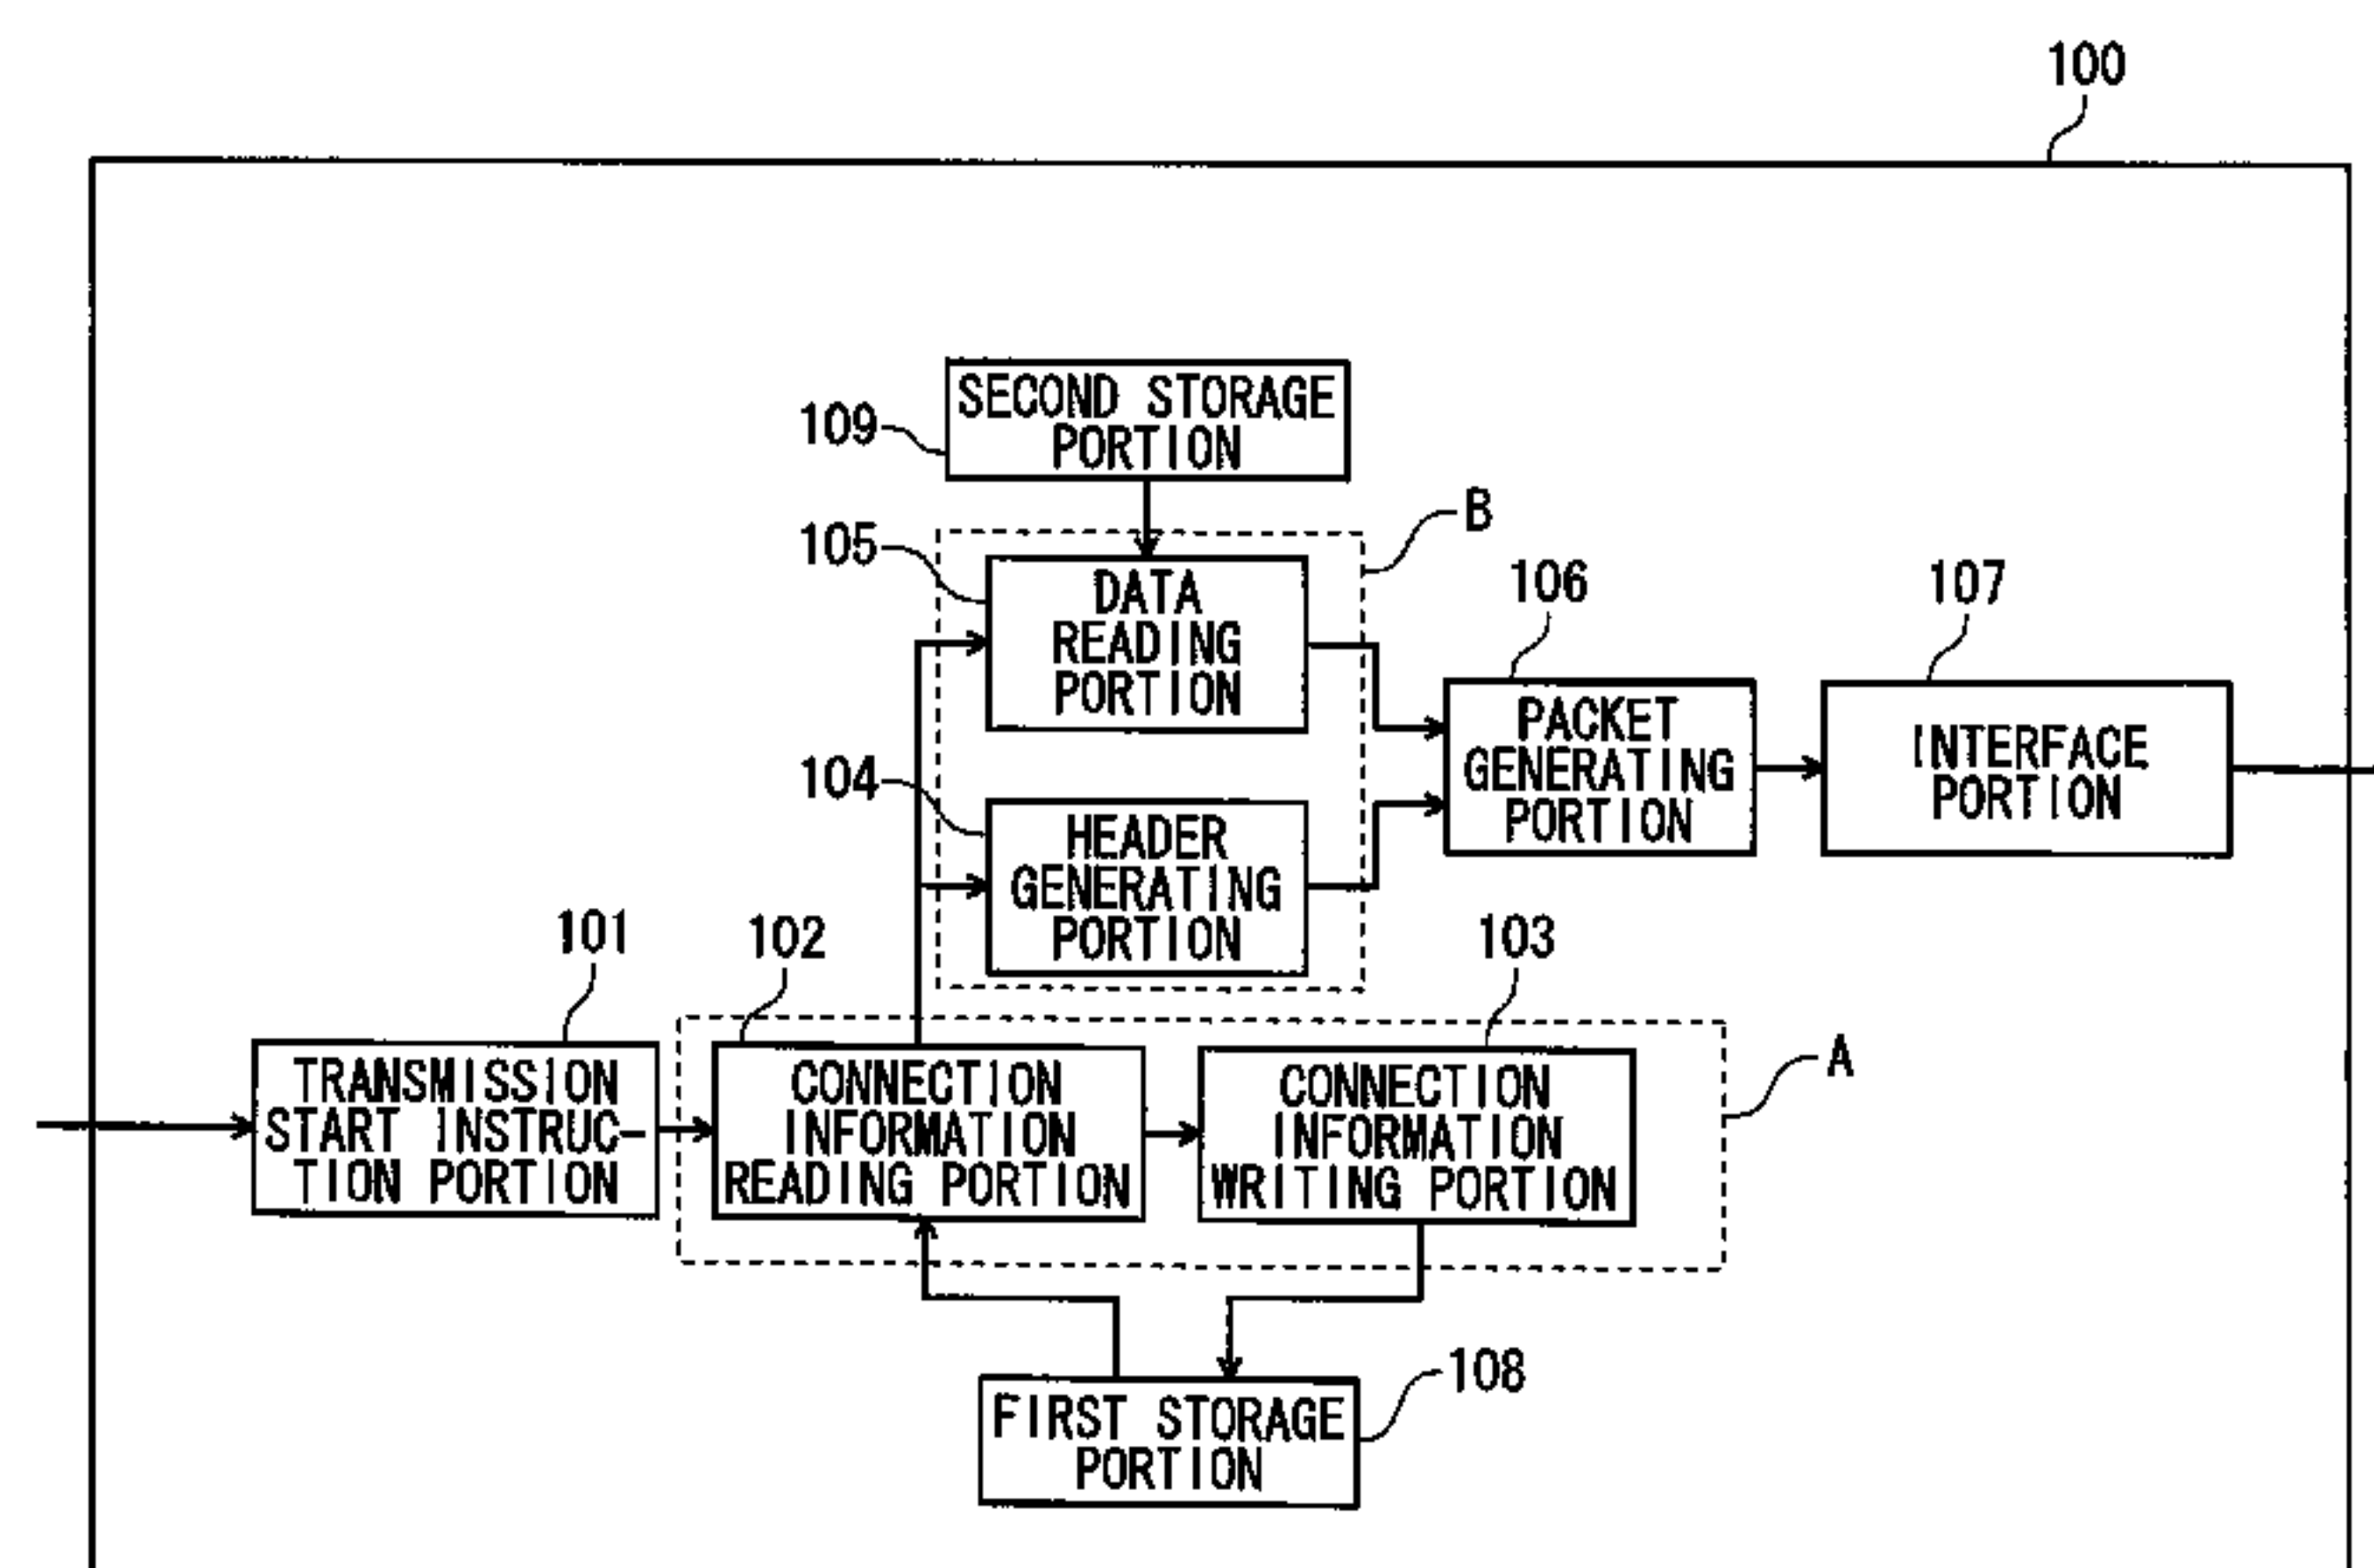 100
SECOND STORAGE
PORTION
109
B
105
DATA
READING
PORTION
106
107
PACKET
GENERATING
PORTION
INTERFACE
PORTION
104
HEADER
GENERATING
PORTION
101
102
103
A
TRANSMISSION
START INSTRUC-
TION PORTION
CONNECTION
INFORMATION
READING PORTION
CONNECTION
INFORMATION
WRITING PORTION
108
FIRST STORAGE
PORTION